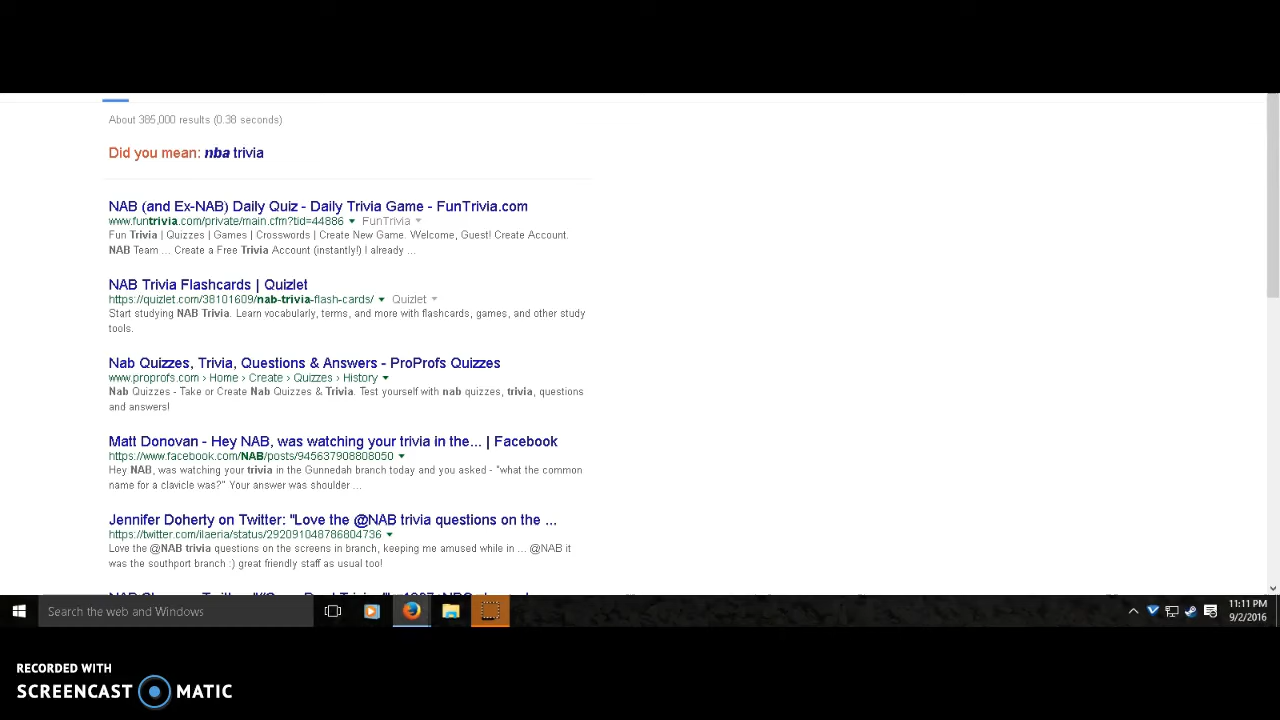 About 385,000 results (0.38 seconds)
Did you mean: nba trivia
NAB (and Ex-NAB) Daily Quiz - Daily Trivia Game - FunTrivia.com
www.funtrivia.com/private/main.cfm?tid=44886 FunTrivia
Fun Trivia | Quizzes | Games | Crosswords | Create New Game. Welcome, Guest! Create Account.
NAB Team ... Create a Free Trivia Account (instantly!) I already ...
NAB Trivia Flashcards | Quizlet
https://quizlet.com/38101609/nab-trivia-flash-cards/ Quizlet
Start studying NAB Trivia. Learn vocabularly, terms, and more with flashcards, games, and other study
tools.
Nab Quizzes, Trivia, Questions & Answers - ProProfs Quizzes
www.proprofs.com › Home › Create › Quizzes › History
Nab Quizzes - Take or Create Nab Quizzes & Trivia. Test yourself with nab quizzes, trivia, questions
and answers!
Matt Donovan - Hey NAB, was watching your trivia in the... | Facebook
https://www.facebook.com/NAB/posts/945637908808050
Hey NAB, was watching your trivia in the Gunnedah branch today and you asked - "what the common
name for a clavicle was?" Your answer was shoulder ...
Jennifer Doherty on Twitter: "Love the @NAB trivia questions on the ...
https://twitter.com/ilaeria/status/292091048786804736
Love the @NAB trivia questions on the screens in branch, keeping me amused while in ... @NAB it
was the southport branch :) great friendly staff as usual too!
Search the web and Windows
11:11 PM
9/2/2016
RECORDED WITH
SCREENCAST MATIC